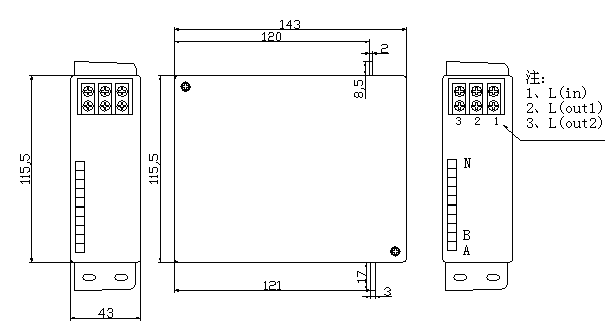 143
120
2
8,5
115,5
115,5
注:
1、L(in)
2、L(out1)
3、L(out2)
3 2 1
N
B
A
17
121
3
43